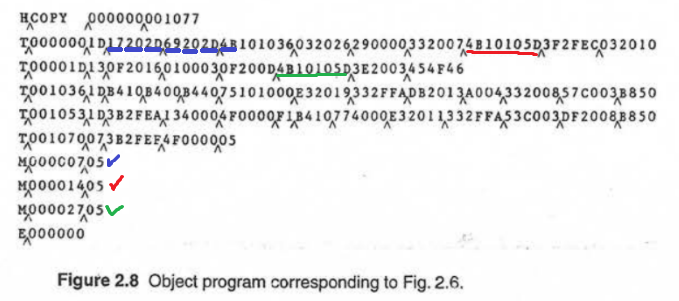 HCOPY  000000001077
T0000001D17202D69202D4B1010360320262900003320074B10105D3F2FEC032010
T00001D130F20160100030F200D4B10105D3E2003454F46
T0010361DB410B400B44075101000E32019332FFADB2013A00433200857C003B850
T0010531D3B2FEA1340004F0000F1B410774000E32011332FFA53C003DF2008B850
T001070073B2FEF4F000005
M00000705
M00001405
M00002705
E000000
Figure 2.8 Object program corresponding to Fig. 2.6.